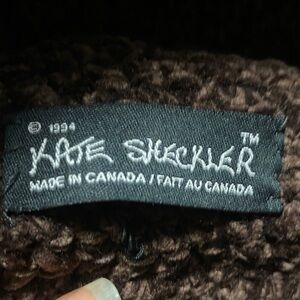 © 1994
KATE SHECKLER™
MADE IN CANADA / FAIT AU CANADA